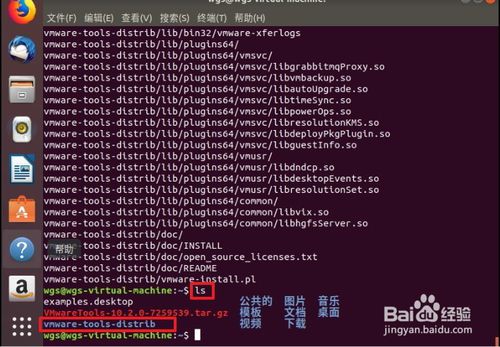 wgs@wgs-virtual-machine: ~
文件(F) 编辑(E) 查看(V) 搜索(S) 终端(T) 帮助(H)
vmware-tools-distrib/lib/bin32/vmware-xferlogs
vmware-tools-distrib/lib/plugins64/
vmware-tools-distrib/lib/plugins64/vmsvc/
vmware-tools-distrib/lib/plugins64/vmsvc/libgrabbitmqProxy.so
vmware-tools-distrib/lib/plugins64/vmsvc/libvmbackup.so
vmware-tools-distrib/lib/plugins64/vmsvc/libautoUpgrade.so
vmware-tools-distrib/lib/plugins64/vmsvc/libtimeSync.so
vmware-tools-distrib/lib/plugins64/vmsvc/libpowerOps.so
vmware-tools-distrib/lib/plugins64/vmsvc/libresolutionKMS.so
vmware-tools-distrib/lib/plugins64/vmsvc/libdeployPkgPlugin.so
vmware-tools-distrib/lib/plugins64/vmsvc/libguestInfo.so
vmware-tools-distrib/lib/plugins64/vmusr/
vmware-tools-distrib/lib/plugins64/vmusr/libdndcp.so
vmware-tools-distrib/lib/plugins64/vmusr/libdesktopEvents.so
vmware-tools-distrib/lib/plugins64/vmusr/libresolutionSet.so
vmware-tools-distrib/lib/plugins64/common/
vmware-tools-distrib/lib/plugins64/common/libvix.so
vmware-tools-distrib/lib/plugins64/common/libhgfsServer.so
vmware-tools-distrib/doc/
vmware-tools-distrib/doc/INSTALL
vmware-tools-distrib/doc/open_source_licenses.txt
vmware-tools-distrib/doc/README
vmware-tools-distrib/vmware-install.pl
帮助
wgs@wgs-virtual-machine:~$ ls
examples.desktop 公共的 图片 音乐
VMwareTools-10.2.0-7259539.tar.gz 模板 文档 桌面
vmware-tools-distrib 视频 下载
wgs@wgs-virtual-machine:~$
Baidu 经验
jingyan.baidu.com